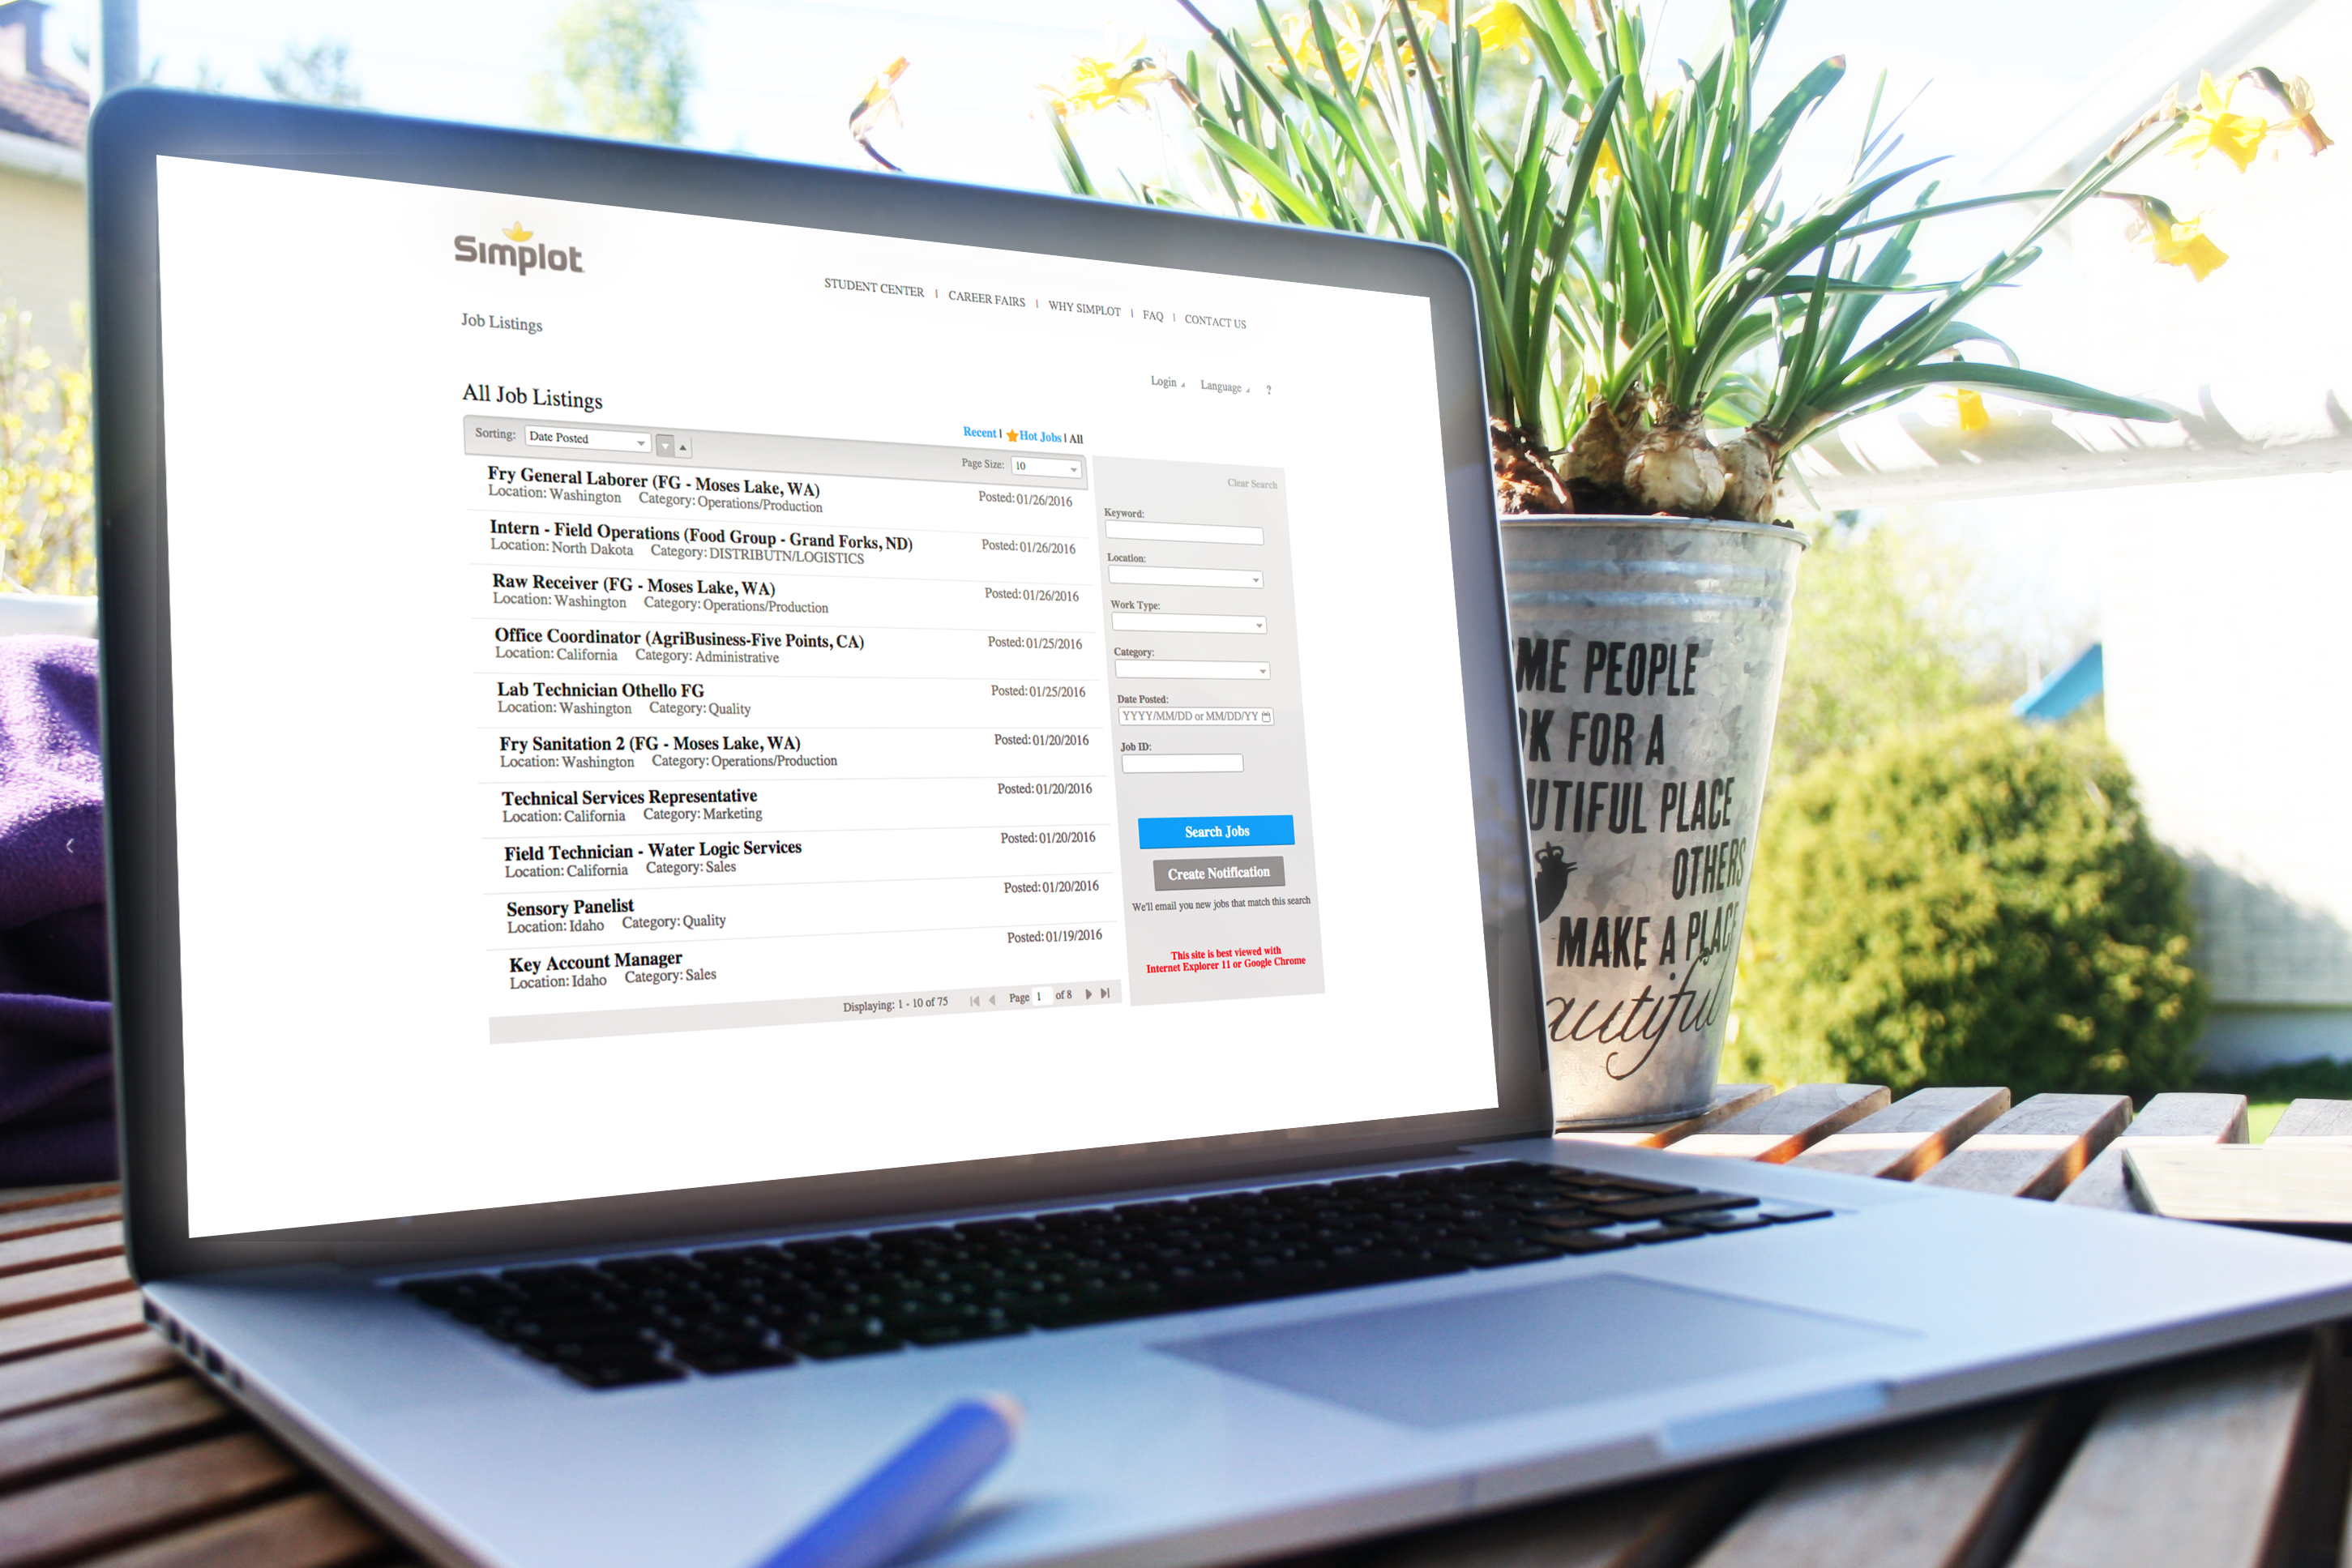 Simplot
STUDENT CENTER | CAREER FAIRS | WHY SIMPLOT | FAQ | CONTACT US
Job Listings
Login Language ?
All Job Listings
Recent | Hot Jobs | All
Sorting: Date Posted
Page Size: 10
Fry General Laborer (FG - Moses Lake, WA)
Location: Washington Category: Operations/Production
Posted: 01/26/2016
Intern - Field Operations (Food Group - Grand Forks, ND)
Location: North Dakota Category: DISTRIBUTN/LOGISTICS
Posted: 01/26/2016
Raw Receiver (FG - Moses Lake, WA)
Location: Washington Category: Operations/Production
Posted: 01/26/2016
Office Coordinator (AgriBusiness-Five Points, CA)
Location: California Category: Administrative
Posted: 01/25/2016
Lab Technician Othello FG
Location: Washington Category: Quality
Posted: 01/25/2016
Fry Sanitation 2 (FG - Moses Lake, WA)
Location: Washington Category: Operations/Production
Posted: 01/20/2016
Technical Services Representative
Location: California Category: Marketing
Posted: 01/20/2016
Field Technician - Water Logic Services
Location: California Category: Sales
Posted: 01/20/2016
Sensory Panelist
Location: Idaho Category: Quality
Posted: 01/20/2016
Key Account Manager
Location: Idaho Category: Sales
Posted: 01/19/2016
Displaying: 1 - 10 of 75 Page 1 of 8
Clear Search
Keyword:
Location:
Work Type:
Category:
Date Posted:
YYYY/MM/DD or MM/DD/YY
Job ID:
Search Jobs
Create Notification
We'll email you new jobs that match this search
This site is best viewed with
Internet Explorer 11 or Google Chrome
ME PEOPLE
K FOR A
UTIFUL PLACE
OTHERS
MAKE A PLACE
autiful